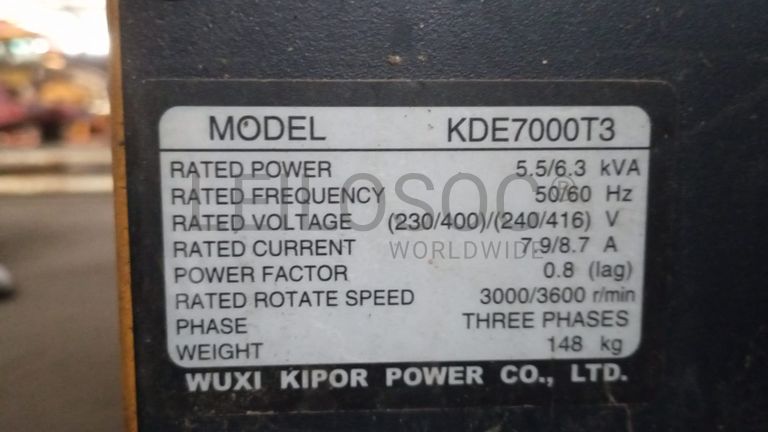 MODEL KDE7000T3
RATED POWER 5.5/6.3 kVA
RATED FREQUENCY 50/60 Hz
RATED VOLTAGE (230/400)/(240/416) V
RATED CURRENT 7.9/8.7 A
POWER FACTOR 0.8 (lag)
RATED ROTATE SPEED 3000/3600 r/min
PHASE THREE PHASES
WEIGHT 148 kg
WUXI KIPOR POWER CO., LTD.
LEILOSOC®
WORLDWIDE